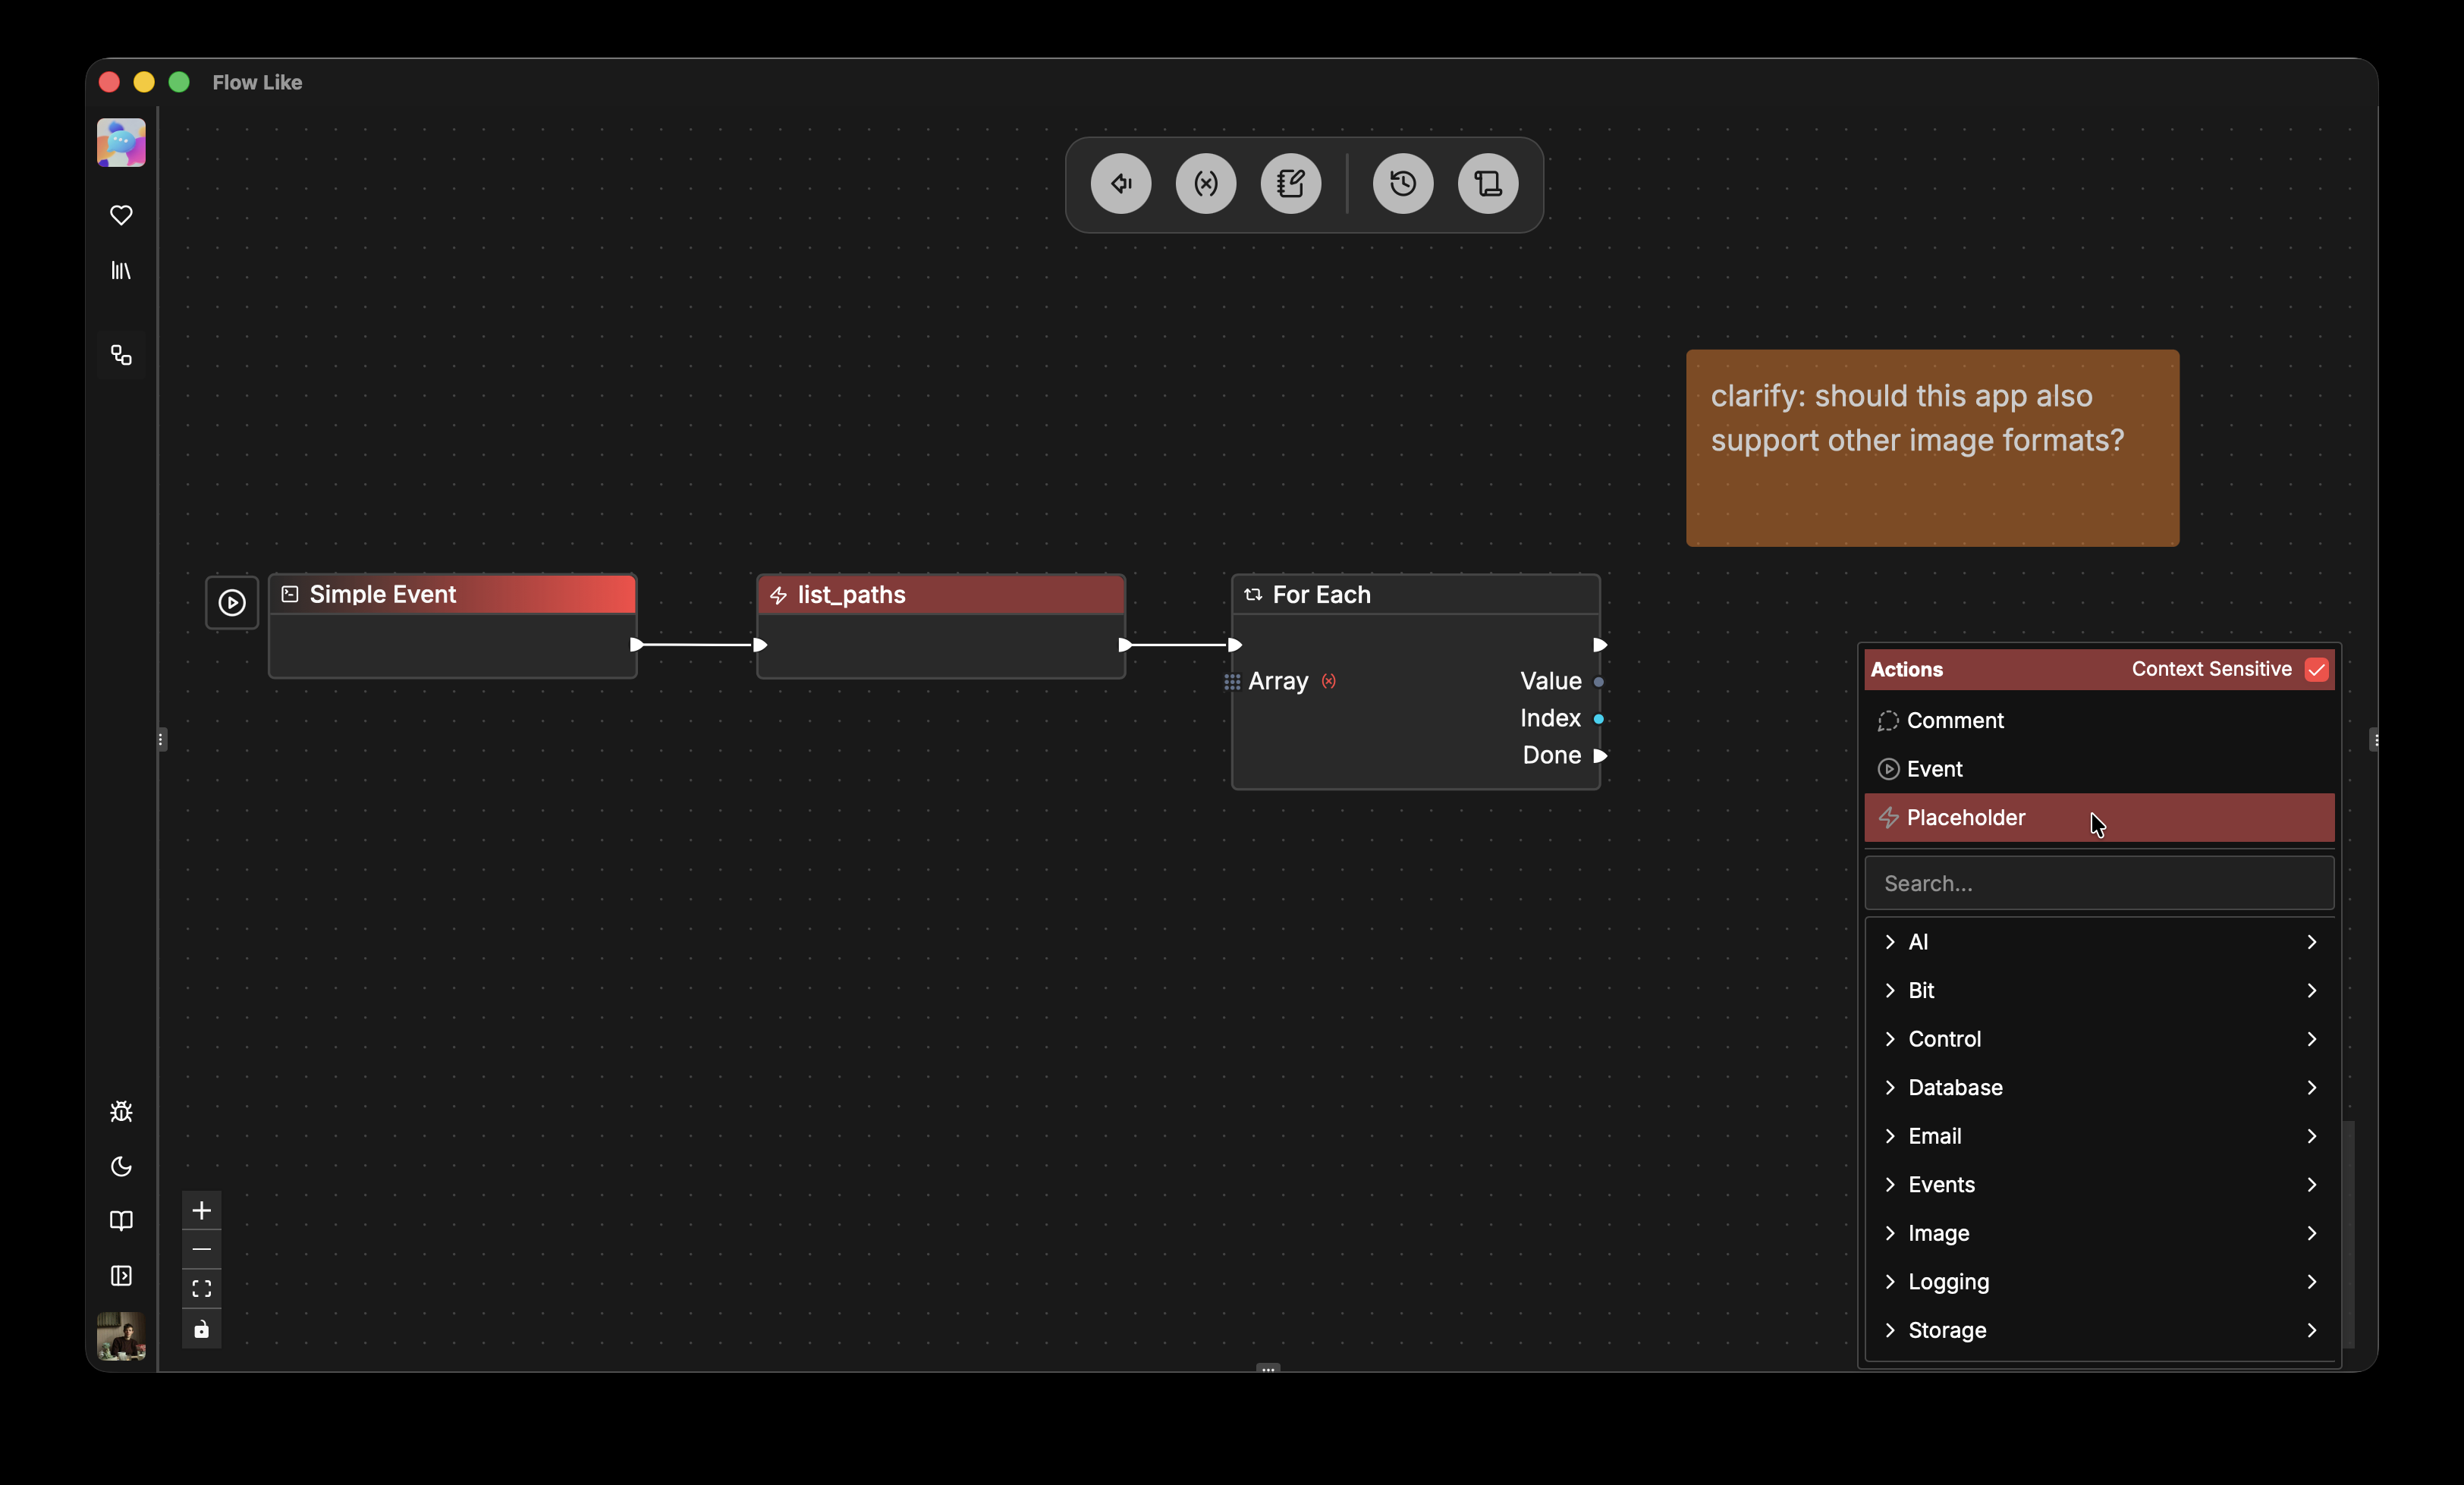 Flow Like
clarify: should this app also
support other image formats?
Simple Event
list_paths
For Each
Array
Value
Index
Done
Actions
Context Sensitive
Comment
Event
Placeholder
Search...
AI
Bit
Control
Database
Email
Events
Image
Logging
Storage